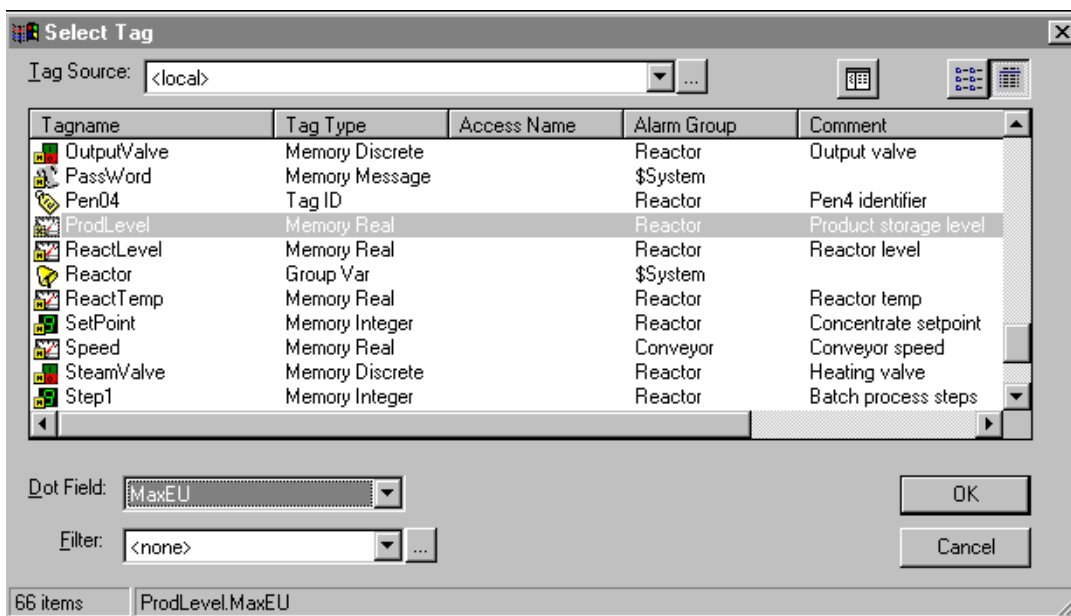 Select Tag
Tag Source: <local> ...
Tagname Tag Type Access Name Alarm Group Comment
OutputValve Memory Discrete Reactor Output valve
PassWord Memory Message $System
Pen04 Tag ID Reactor Pen4 identifier
ProdLevel Memory Real Reactor Product storage level
ReactLevel Memory Real Reactor Reactor level
Reactor Group Var $System
ReactTemp Memory Real Reactor Reactor temp
SetPoint Memory Integer Reactor Concentrate setpoint
Speed Memory Real Conveyor Conveyor speed
SteamValve Memory Discrete Reactor Heating valve
Step1 Memory Integer Reactor Batch process steps
Dot Field: MaxEU OK
Filter: <none> ... Cancel
66 items ProdLevel.MaxEU